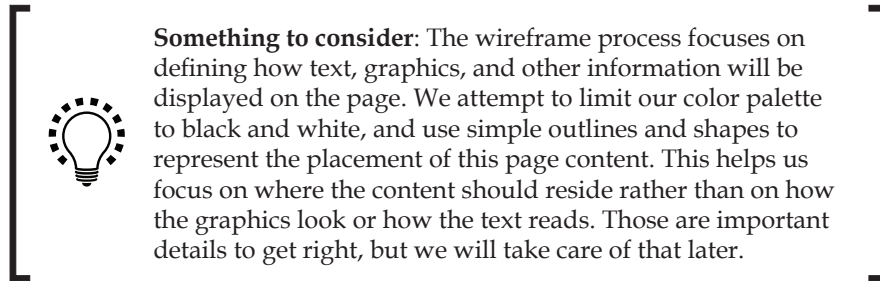 Something to consider: The wireframe process focuses on
defining how text, graphics, and other information will be
displayed on the page. We attempt to limit our color palette
to black and white, and use simple outlines and shapes to
represent the placement of this page content. This helps us
focus on where the content should reside rather than on how
the graphics look or how the text reads. Those are important
details to get right, but we will take care of that later.